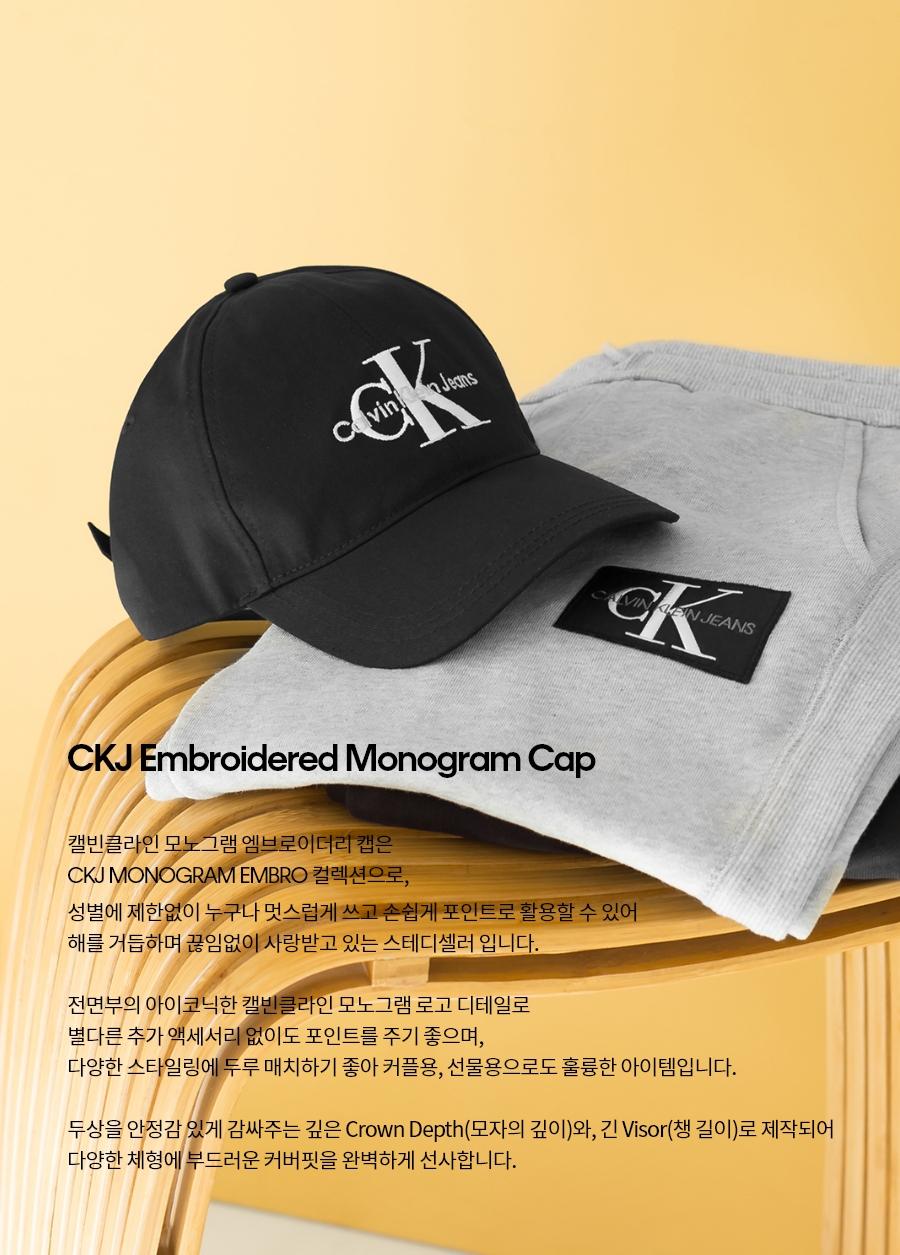 CK
Calvin Klein Jeans
CK
CALVIN KLEIN JEANS
CKJ Embroidered Monogram Cap
캘빈클라인 모노그램 엠브로이더리 캡은
CKJ MONOGRAM EMBRO 컬렉션으로,
성별에 제한없이 누구나 멋스럽게 쓰고 손쉽게 포인트로 활용할 수 있어
해를 거듭하며 끊임없이 사랑받고 있는 스테디셀러 입니다.
전면부의 아이코닉한 캘빈클라인 모노그램 로고 디테일로
별다른 추가 액세서리 없이도 포인트를 주기 좋으며,
다양한 스타일링에 두루 매치하기 좋아 커플용, 선물용으로도 훌륭한 아이템입니다.
두상을 안정감 있게 감싸주는 깊은 Crown Depth(모자의 깊이)와, 긴 Visor(챙 길이)로 제작되어
다양한 체형에 부드러운 커버핏을 완벽하게 선사합니다.